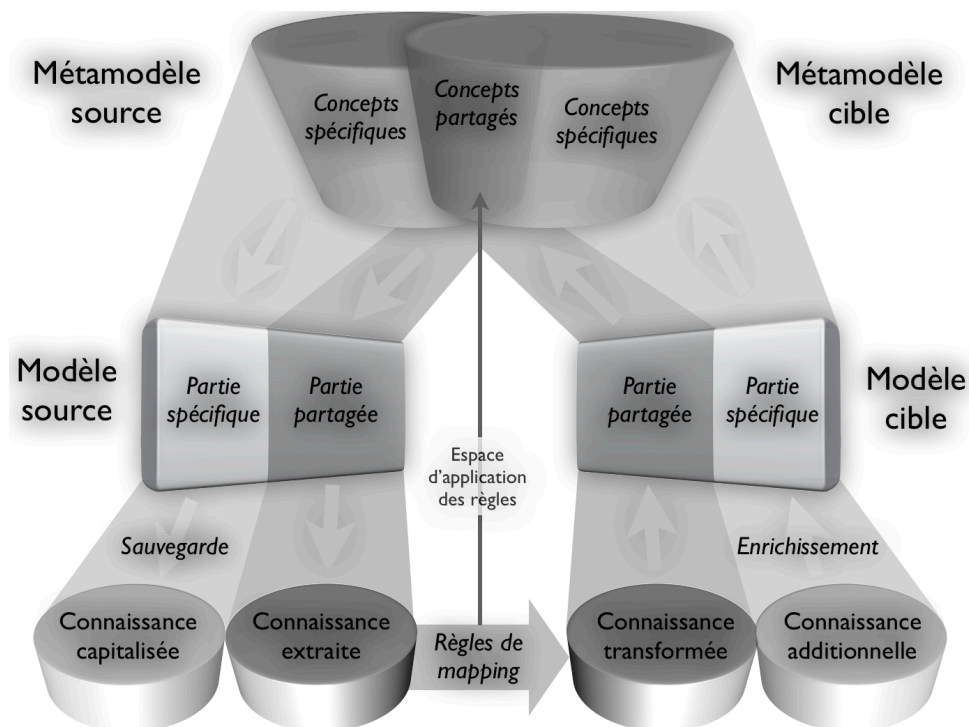 Métamodèle
source
Concepts
spécifiques
Concepts
partagés
Concepts
spécifiques
Métamodèle
cible
Modèle
source
Partie
spécifique
Partie
partagée
Partie
partagée
Partie
spécifique
Modèle
cible
Espace
d'application
des règles
Sauvegarde
Enrichissement
Connaissance
capitalisée
Connaissance
extraite
Règles de
mapping
Connaissance
transformée
Connaissance
additionnelle